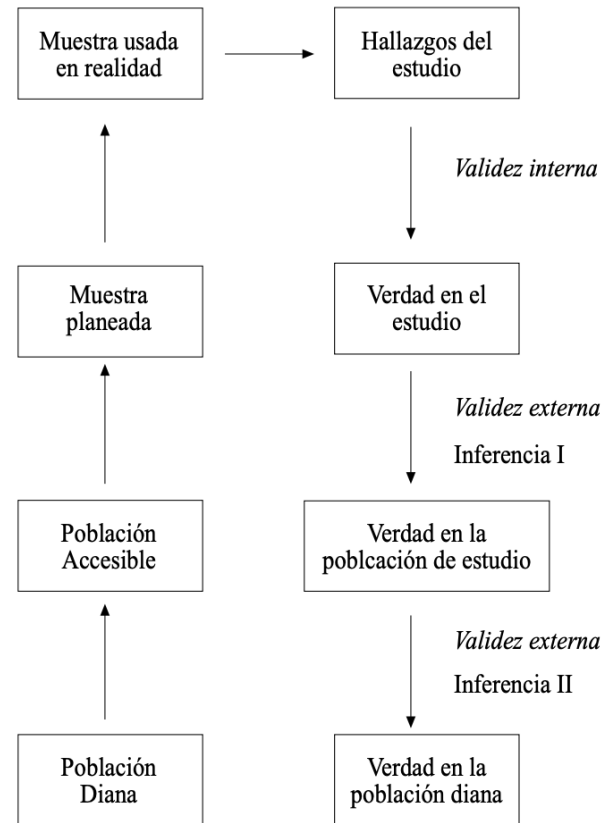 Muestra usada
en realidad
Hallazgos del
estudio
Validez interna
Muestra
planeada
Verdad en el
estudio
Validez externa
Inferencia I
Población
Accesible
Verdad en la
poblcación de estudio
Validez externa
Inferencia II
Población
Diana
Verdad en la
población diana